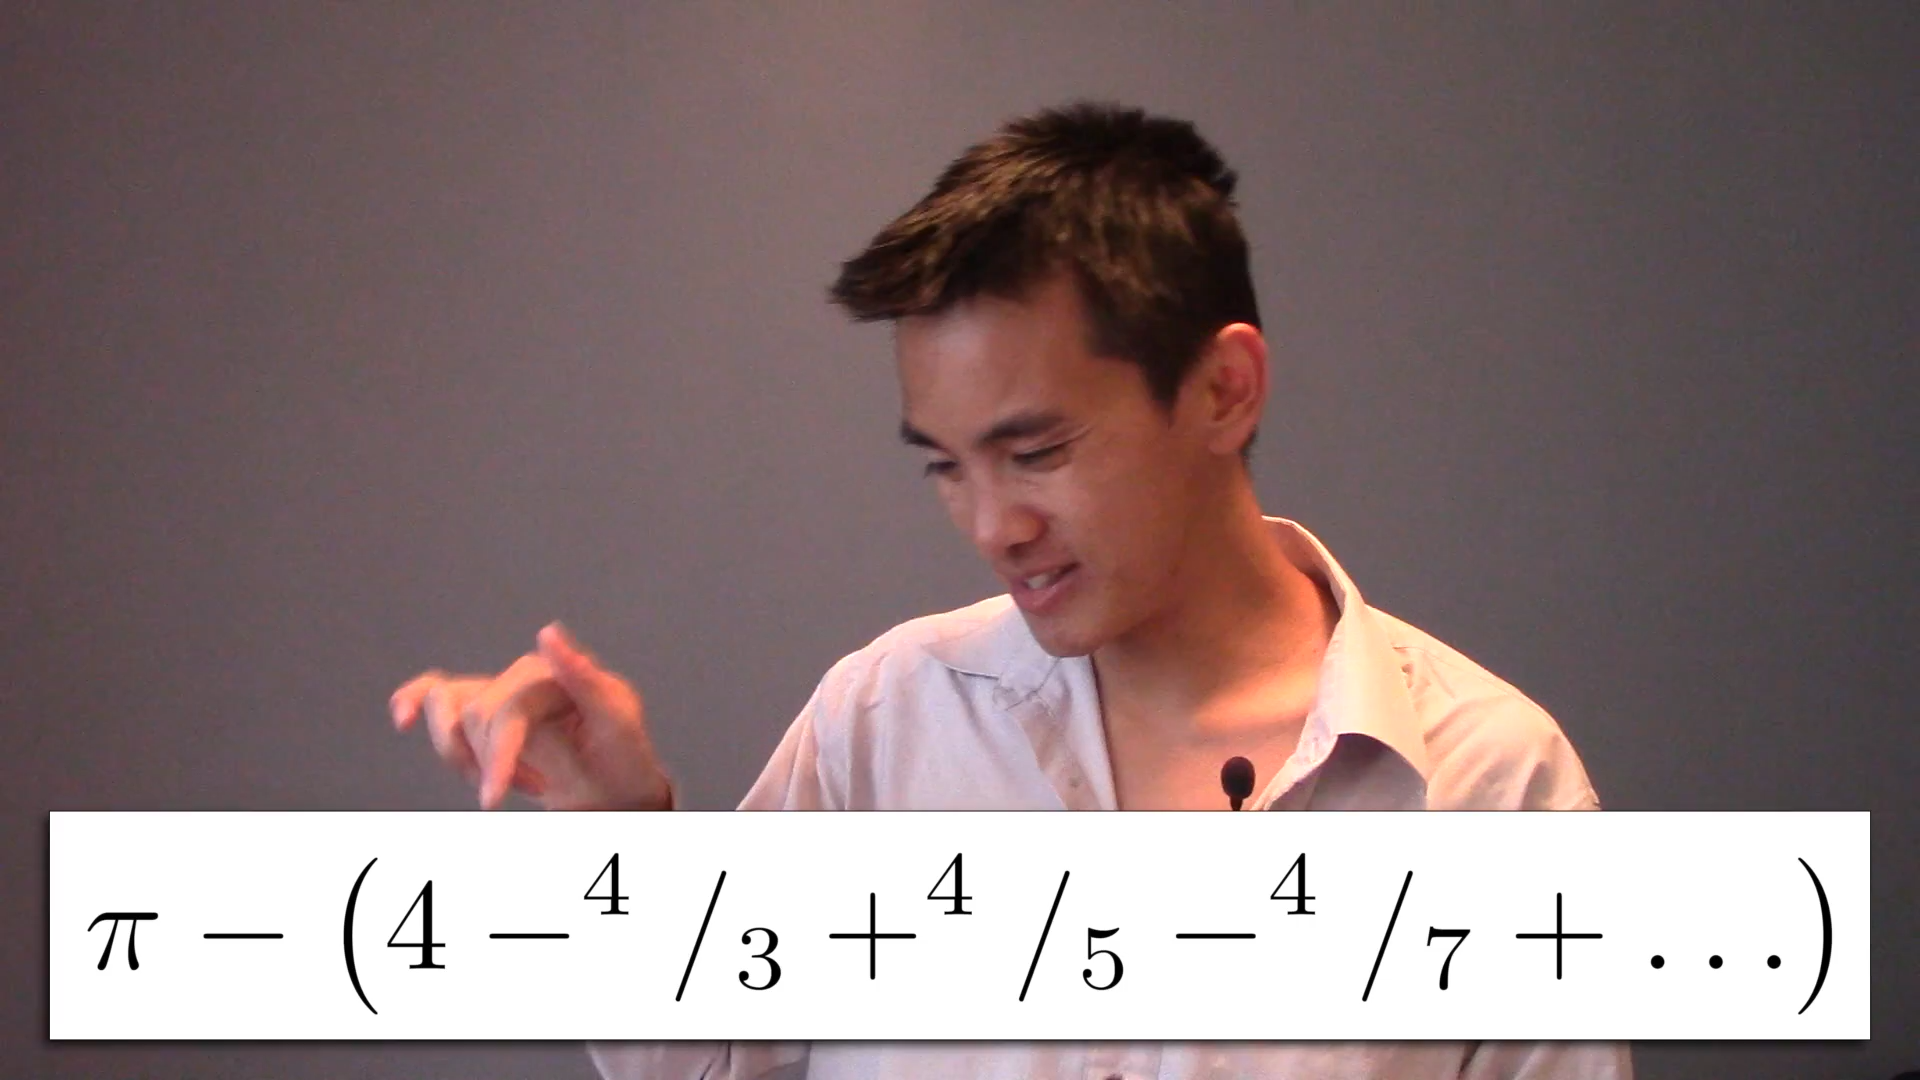 π − (4 − ⁴/₃ + ⁴/₅ − ⁴/₇ + ...)